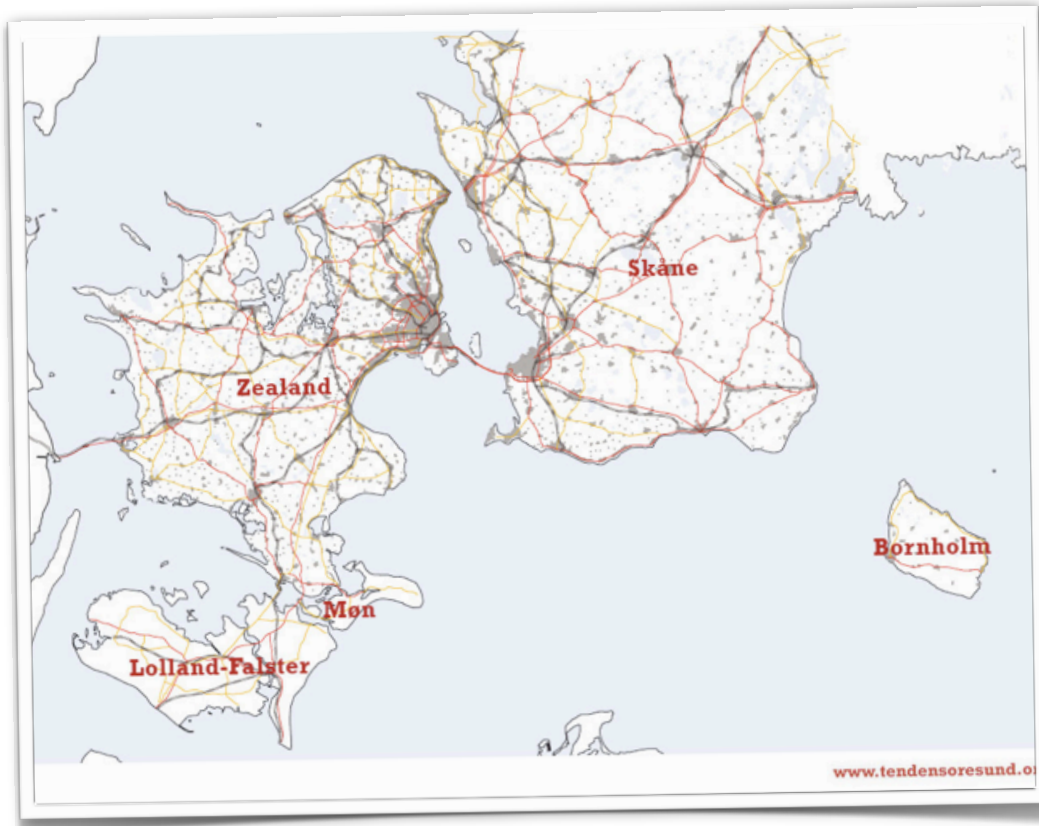 Skåne
Zealand
Bornholm
Møn
Lolland-Falster
www.tendensoresund.o